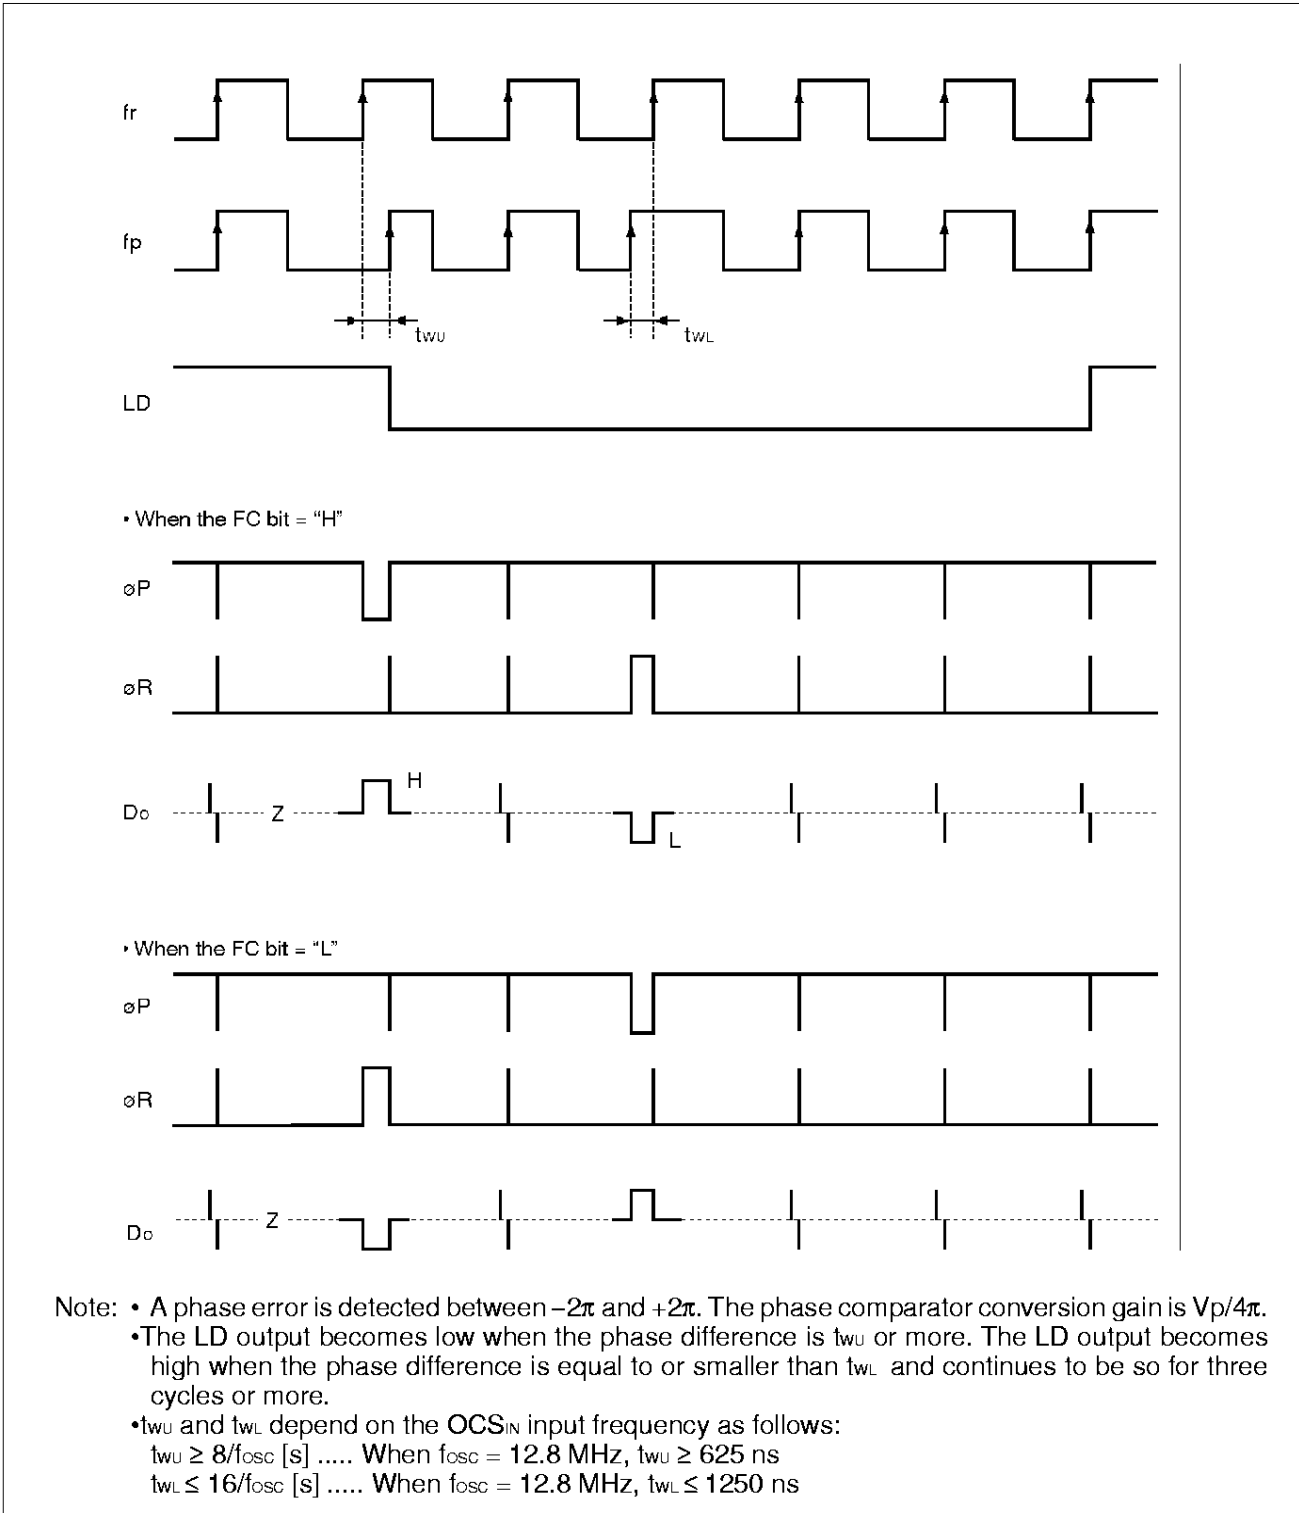 fr
fp
twU
twL
LD
• When the FC bit = “H”
øP
øR
H
Do
Z
L
• When the FC bit = “L”
øP
øR
Z
Do
Note: • A phase error is detected between –2π and +2π. The phase comparator conversion gain is Vp/4π.
•The LD output becomes low when the phase difference is twU or more. The LD output becomes
high when the phase difference is equal to or smaller than twL and continues to be so for three
cycles or more.
•twU and twL depend on the OCSIN input frequency as follows:
twU ≥ 8/fosc [s] ..... When fosc = 12.8 MHz, twU ≥ 625 ns
twL ≤ 16/fosc [s] ..... When fosc = 12.8 MHz, twL ≤ 1250 ns